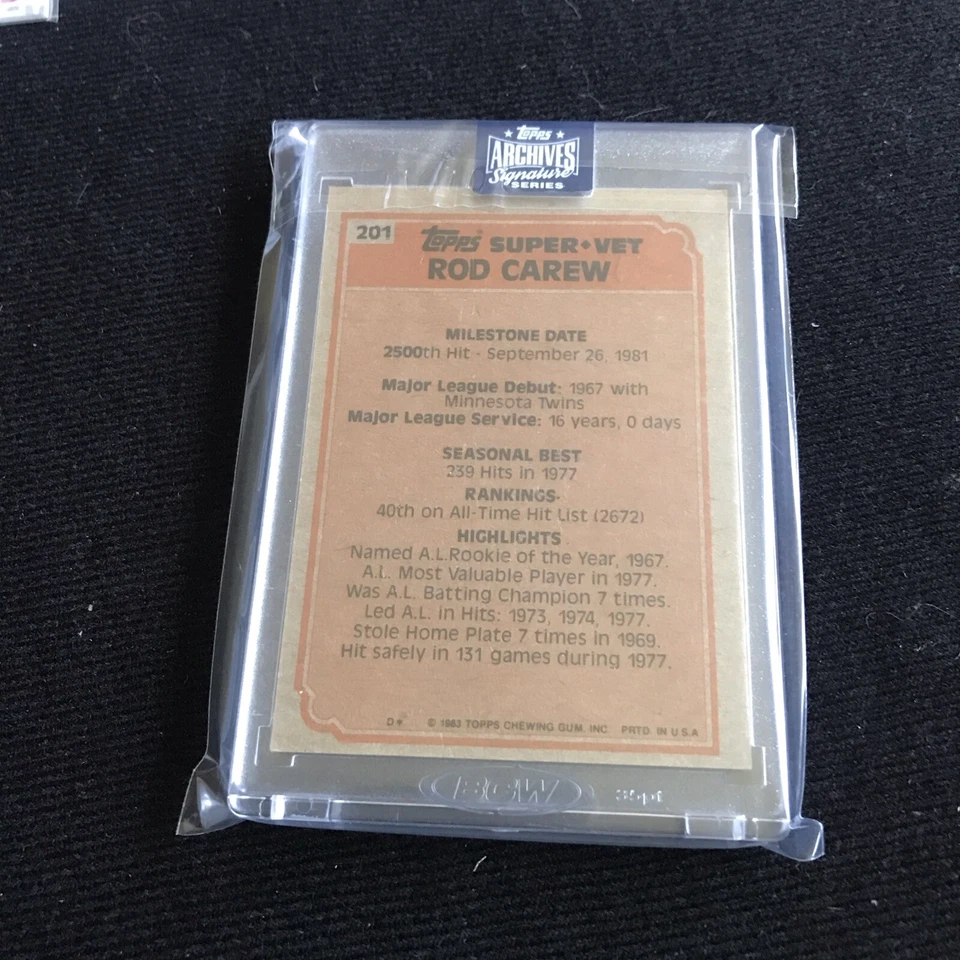 ★ Topps ★
ARCHIVES
Signature
SERIES
201
Topps SUPER•VET
ROD CAREW
MILESTONE DATE
2500th Hit - September 26, 1981
Major League Debut: 1967 with
Minnesota Twins
Major League Service: 16 years, 0 days
SEASONAL BEST
239 Hits in 1977
RANKINGS-
40th on All-Time Hit List (2672)
HIGHLIGHTS
Named A.L.Rookie of the Year, 1967.
A.L. Most Valuable Player in 1977.
Was A.L. Batting Champion 7 times.
Led A.L. in Hits: 1973, 1974, 1977.
Stole Home Plate 7 times in 1969.
Hit safely in 131 games during 1977.
D* © 1983 TOPPS CHEWING GUM, INC. PRTD. IN U.S.A
BCW 35pt